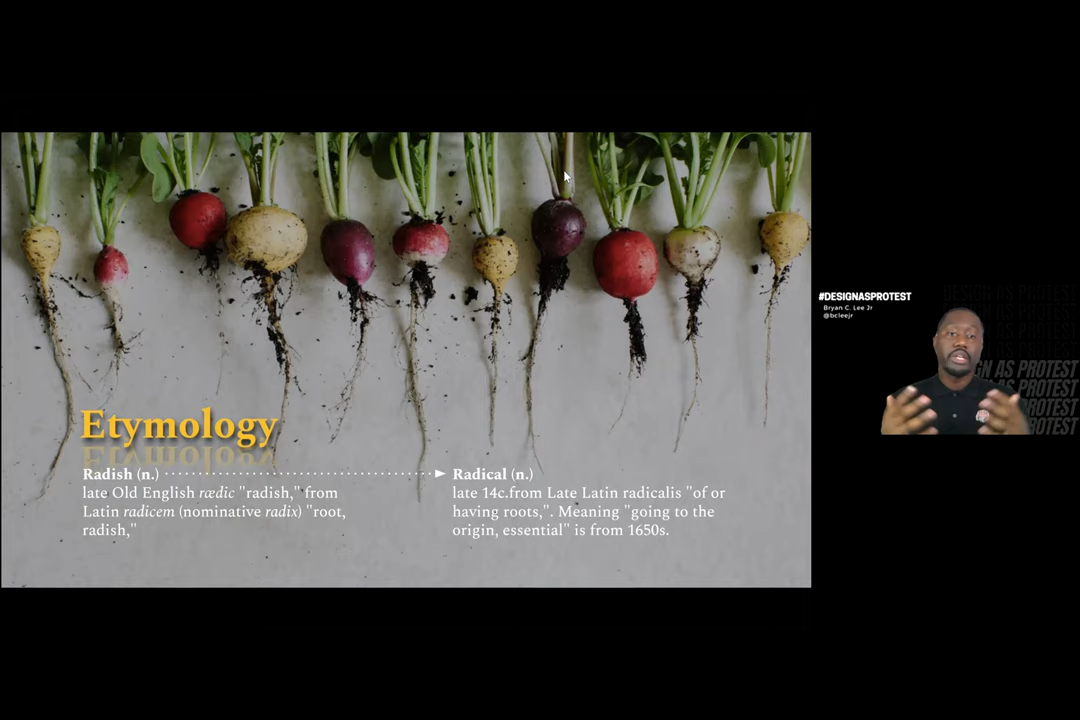 Etymology
Radish (n.)
late Old English rædic "radish," from
Latin radicem (nominative radix) "root,
radish,"
Radical (n.)
late 14c.from Late Latin radicalis "of or
having roots,". Meaning "going to the
origin, essential" is from 1650s.
#DESIGNASPROTEST
Bryan C. Lee Jr
@bcleejr
DESIGN AS PROTEST
GN AS PROTEST
AS PROTEST
PROTEST
PROTEST